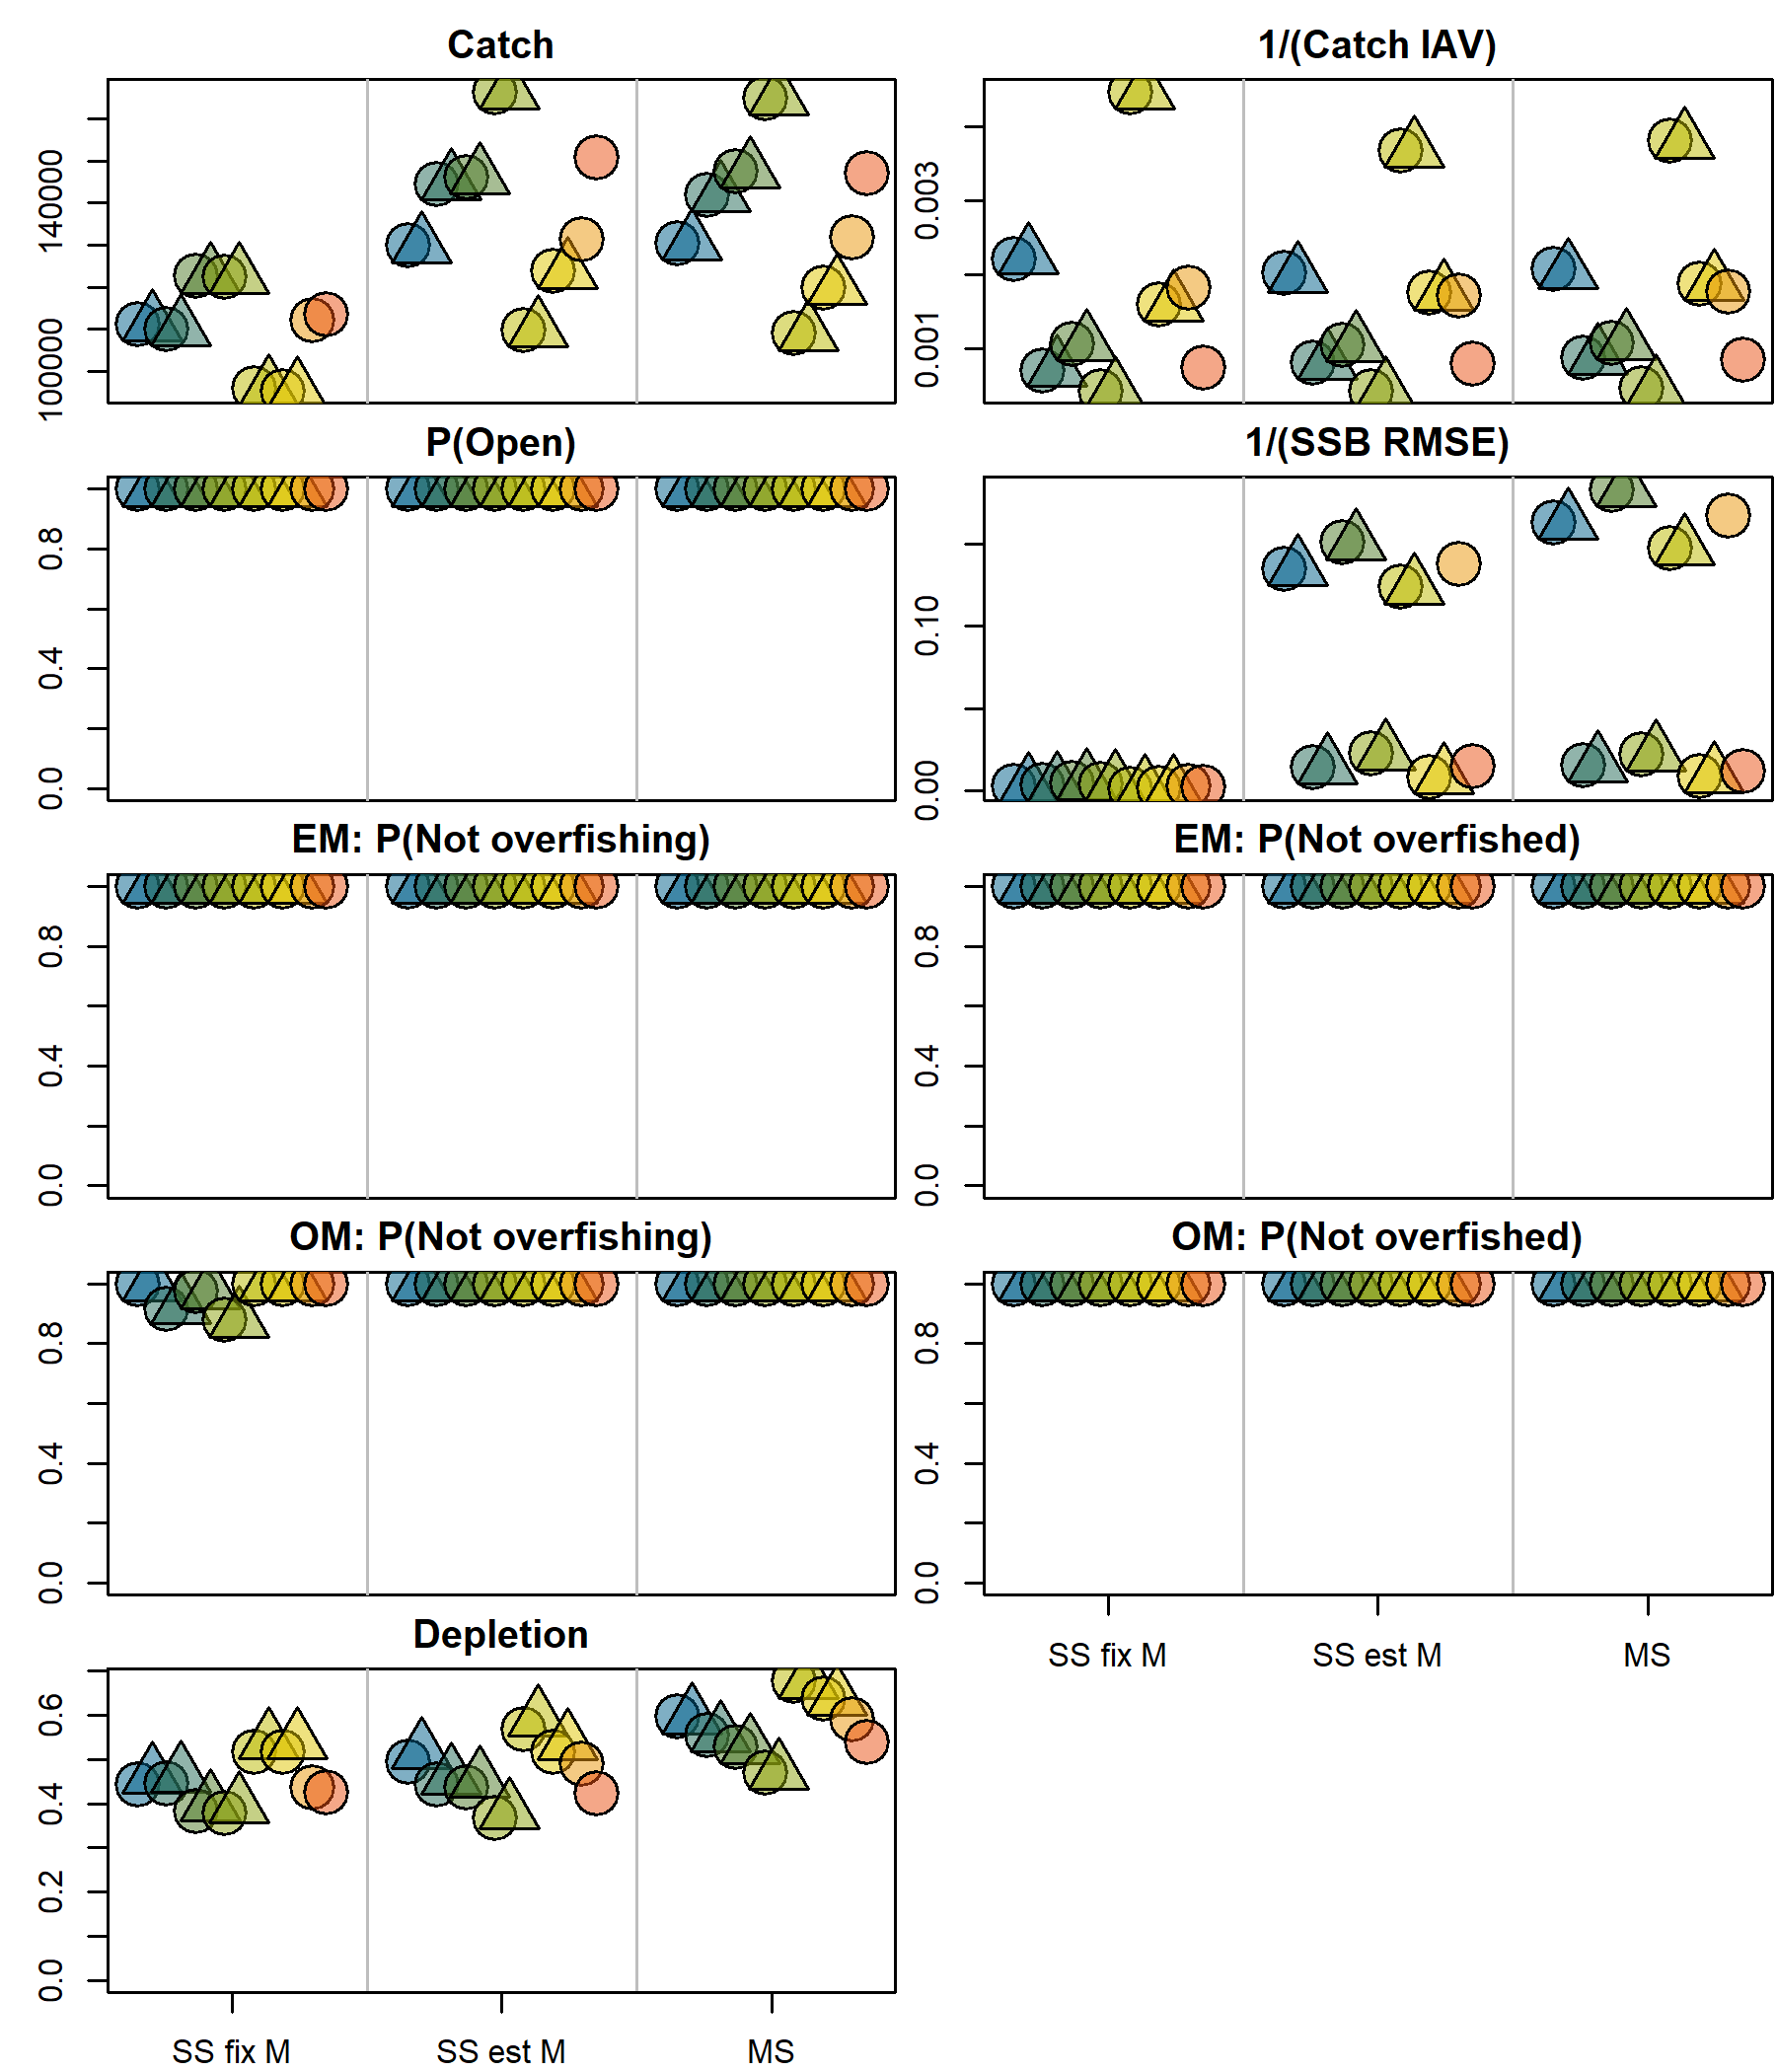 Catch
1/(Catch IAV)
140000
100000
0.003
0.001
P(Open)
1/(SSB RMSE)
0.8
0.4
0.0
0.10
0.00
EM: P(Not overfishing)
EM: P(Not overfished)
0.8
0.4
0.0
0.8
0.4
0.0
OM: P(Not overfishing)
OM: P(Not overfished)
0.8
0.4
0.0
0.8
0.4
0.0
SS fix M
SS est M
MS
Depletion
0.6
0.4
0.2
0.0
SS fix M
SS est M
MS